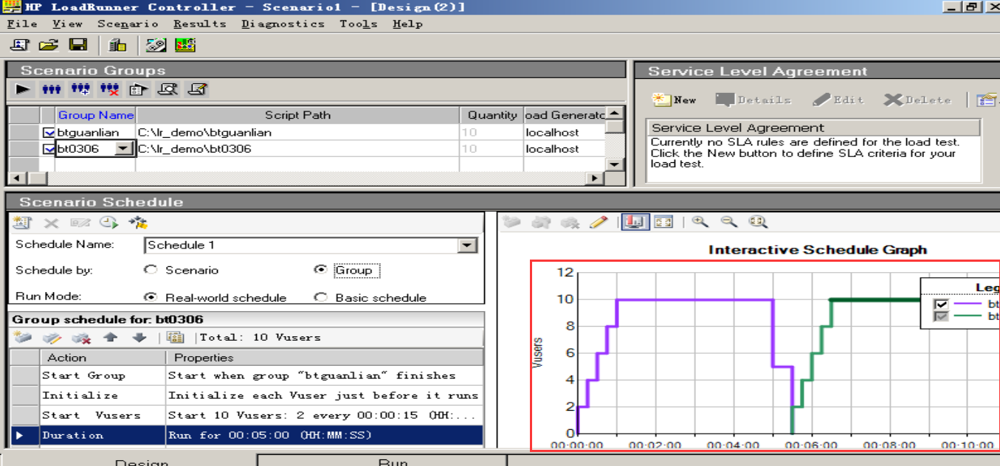 HP LoadRunner Controller - Scenario1 - [Design(2)]
File View Scenario Results Diagnostics Tools Help
Scenario Groups
Group Name Script Path Quantity oad Generato
btguanlian C:\lr_demo\btguanlian 10 localhost
bt0306 C:\lr_demo\bt0306 10 localhost
Service Level Agreement
New Details Edit Delete
Service Level Agreement
Currently no SLA rules are defined for the load test.
Click the New button to define SLA criteria for your
load test.
Scenario Schedule
Schedule Name: Schedule 1
Schedule by: Scenario Group
Run Mode: Real-world schedule Basic schedule
Group schedule for: bt0306
Total: 10 Vusers
Action Properties
Start Group Start when group "btguanlian" finishes
Initialize Initialize each Vuser just before it runs
Start Vusers Start 10 Vusers: 2 every 00:00:15 (HH:...
Duration Run for 00:05:00 (HH:MM:SS)
Interactive Schedule Graph
Leg
bt
bt
12
10
8
6
4
2
0
Vusers
00:00:00 00:02:00 00:04:00 00:06:00 00:08:00 00:10:00
Design Run